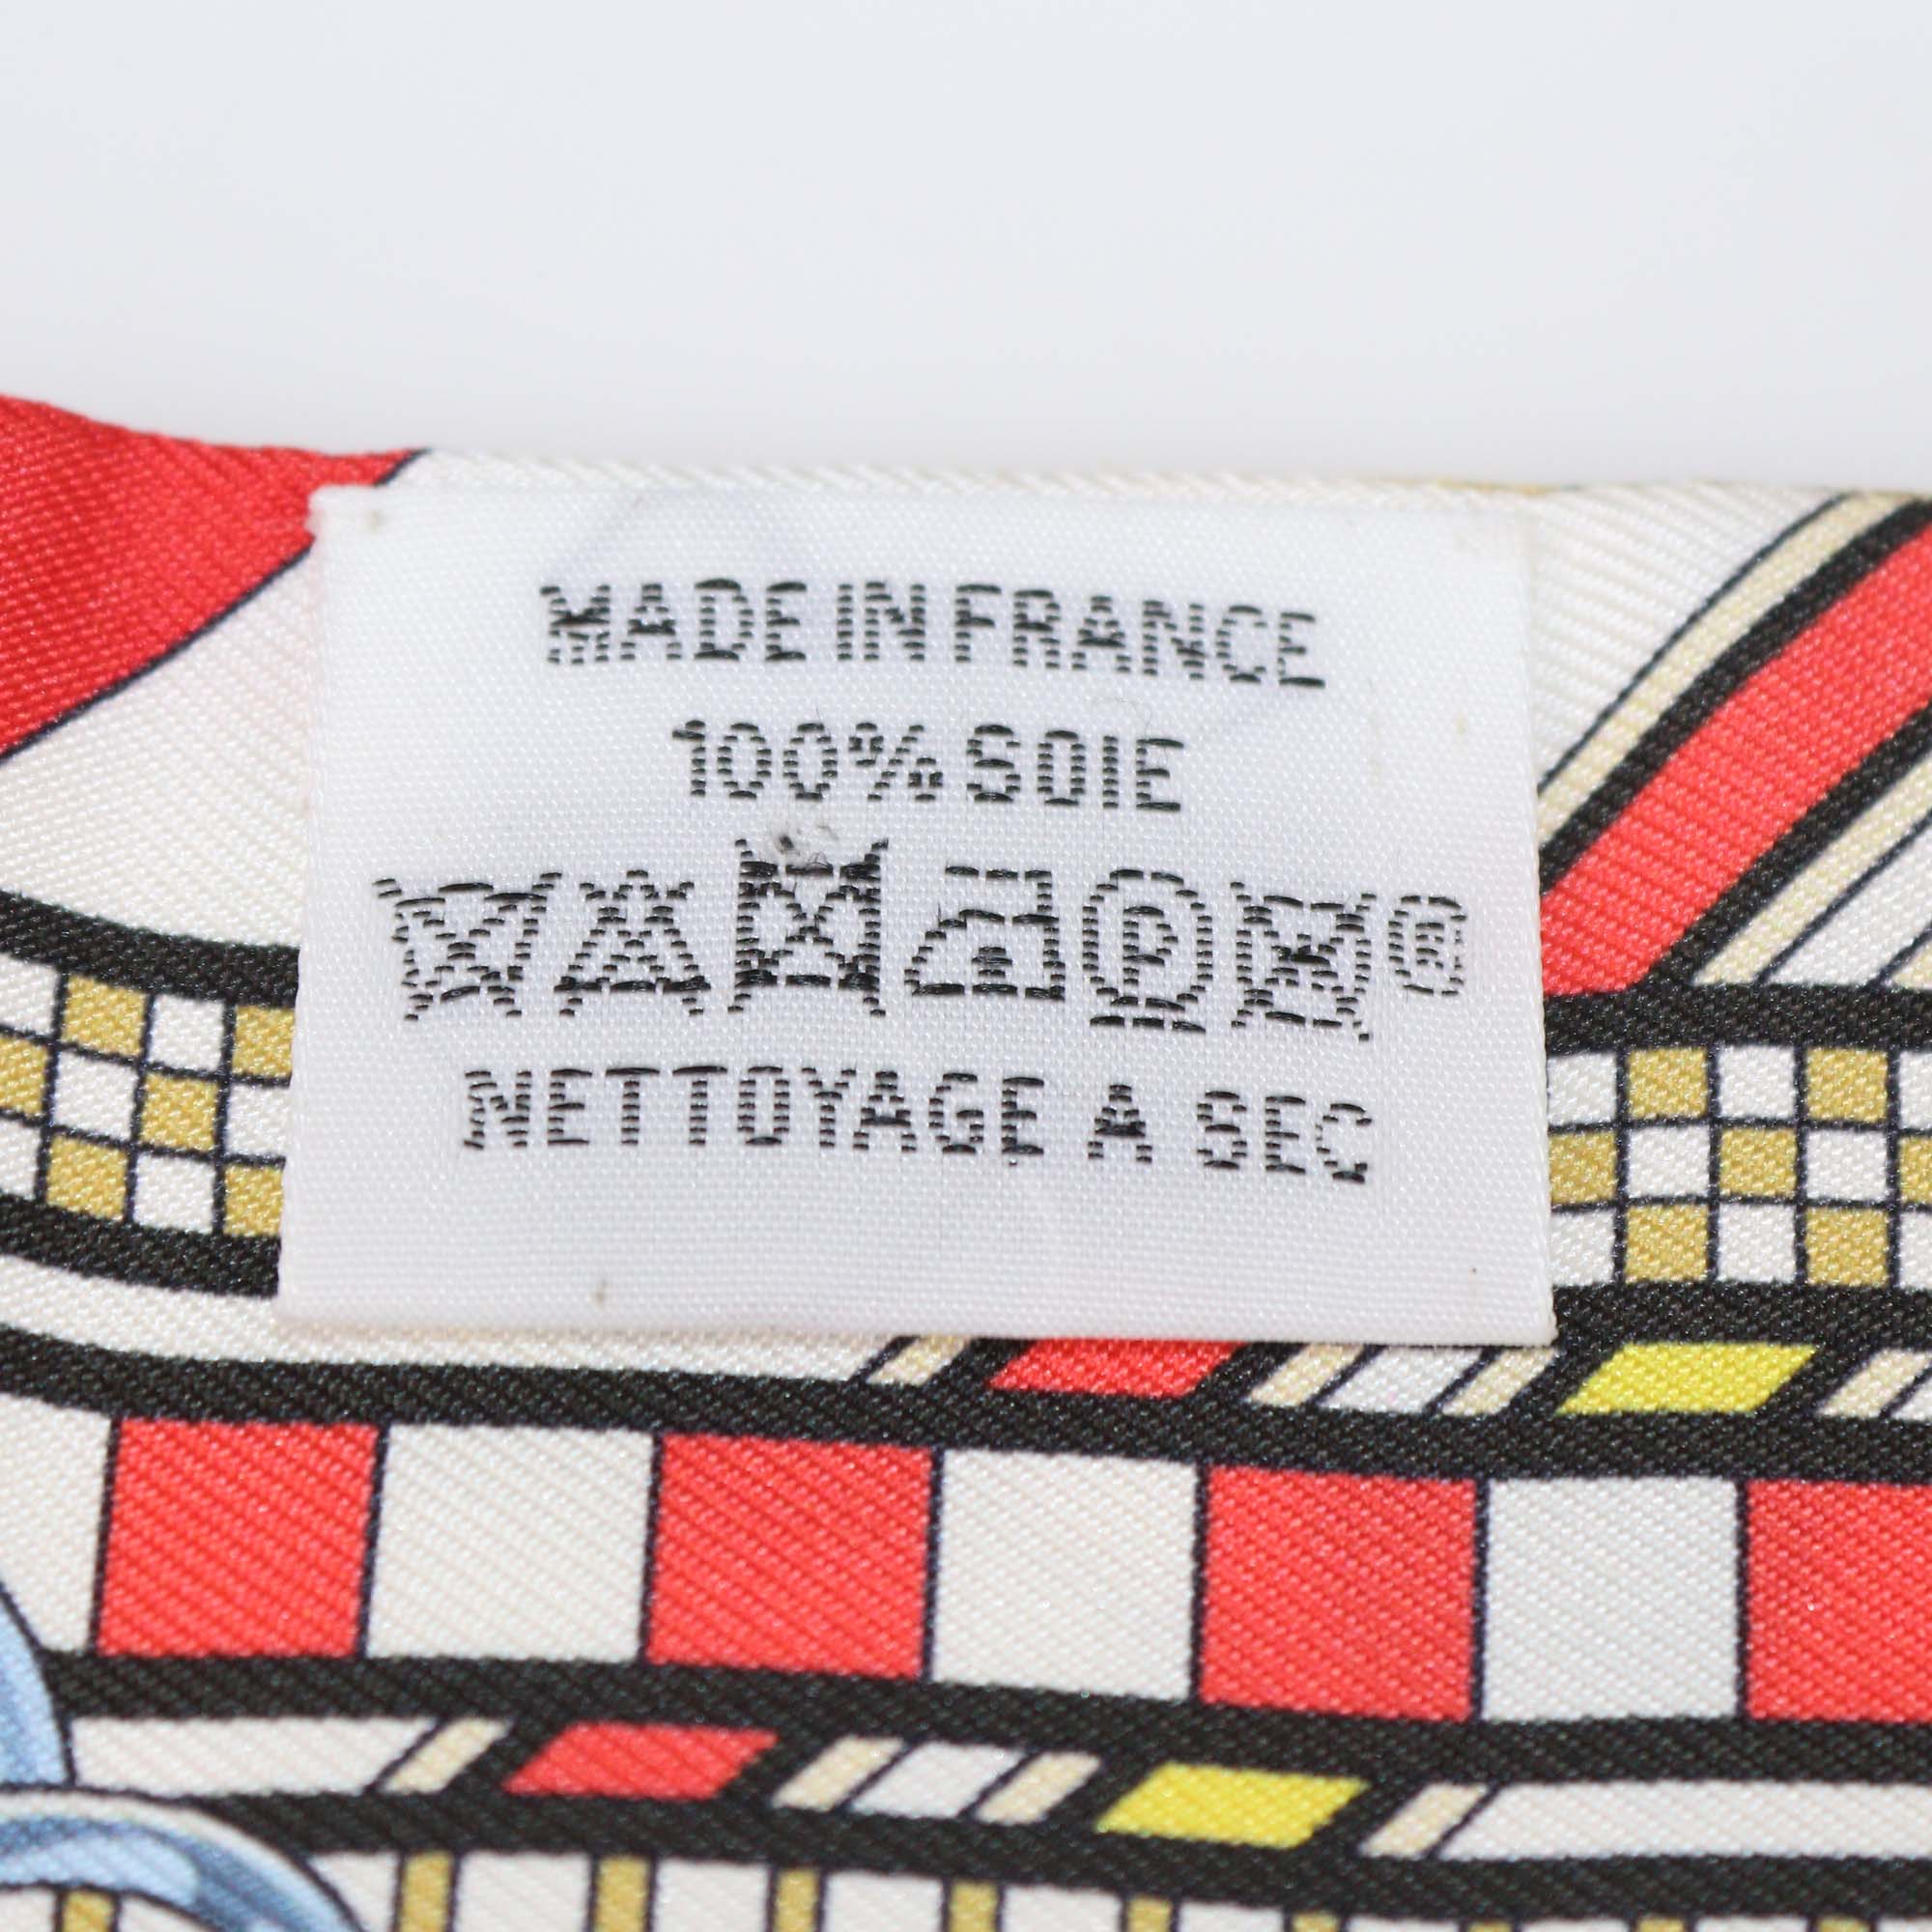 MADE IN FRANCE
100% SOIE
P W ®
NETTOYAGE A SEC